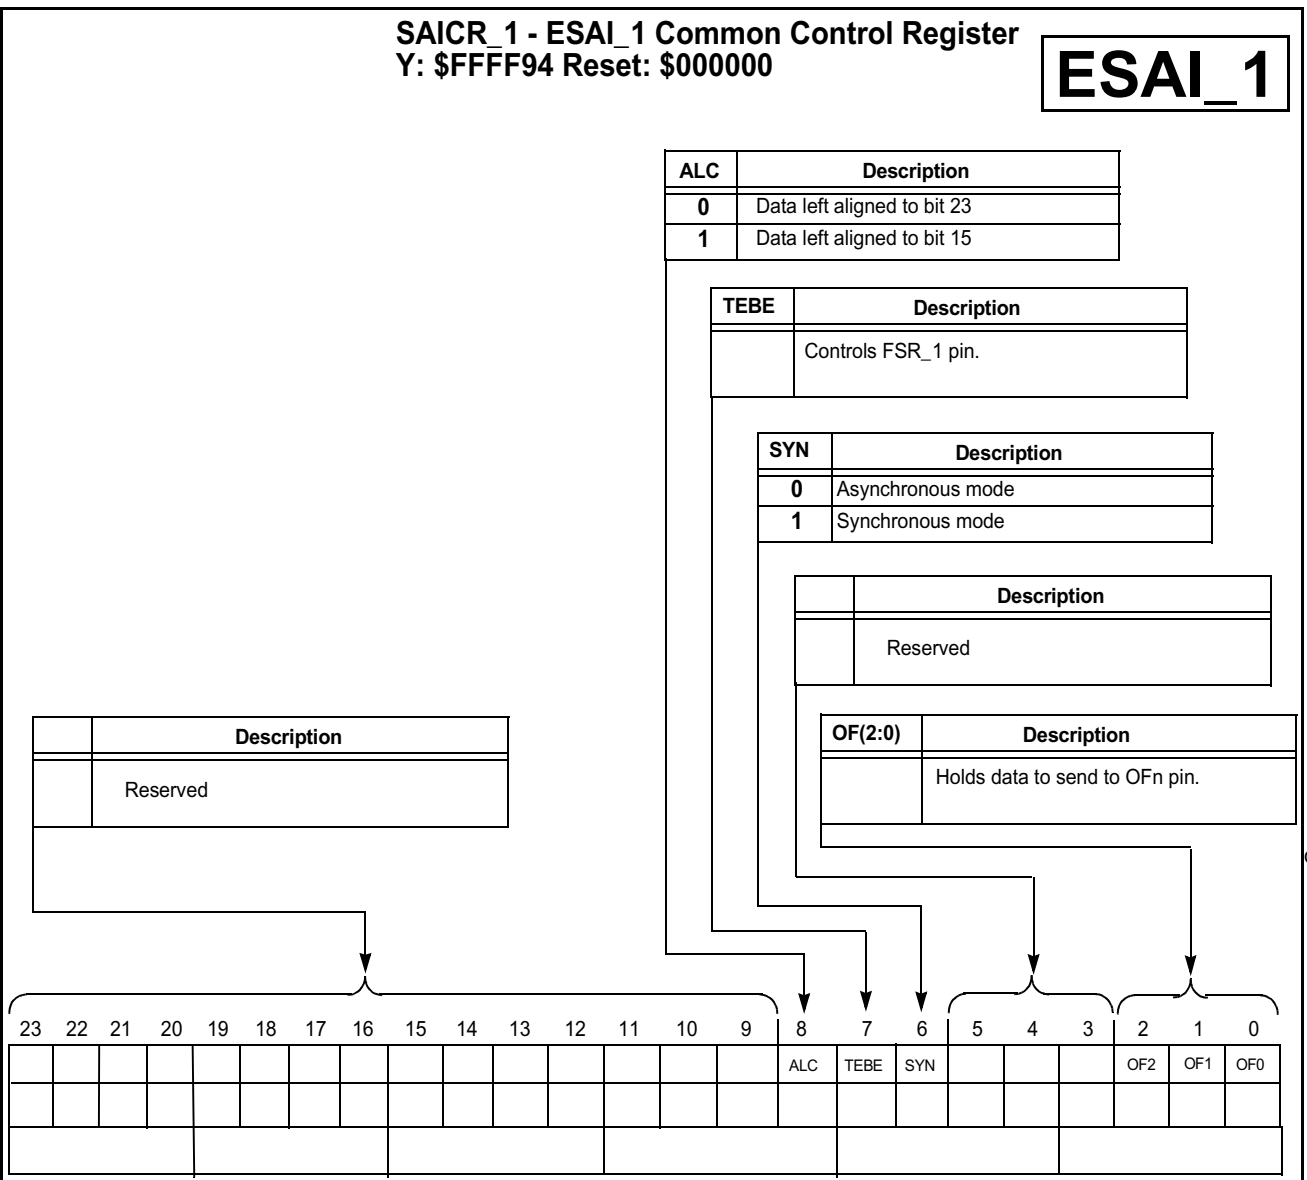 SAICR_1 - ESAI_1 Common Control Register
Y: $FFFF94 Reset: $000000
ESAI_1
ALC Description
0 Data left aligned to bit 23
1 Data left aligned to bit 15
TEBE Description
Controls FSR_1 pin.
SYN Description
0 Asynchronous mode
1 Synchronous mode
Description
Reserved
OF(2:0) Description
Holds data to send to OFn pin.
Description
Reserved
23 22 21 20 19 18 17 16 15 14 13 12 11 10 9 8 7 6 5 4 3 2 1 0
ALC TEBE SYN OF2 OF1 OF0